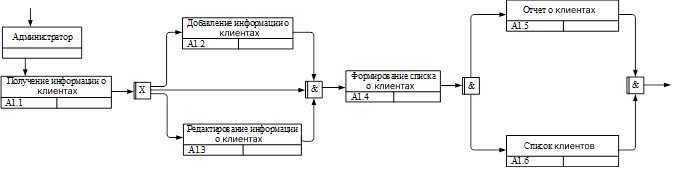 Администратор
Получение информации о
клиентах
A1.1
X
Добавление информации о
клиентах
A1.2
Редактирование информации
о клиентах
A1.3
&
Формирование списка
о клиентах
A1.4
&
Отчет о клиентах
A1.5
Список клиентов
A1.6
&